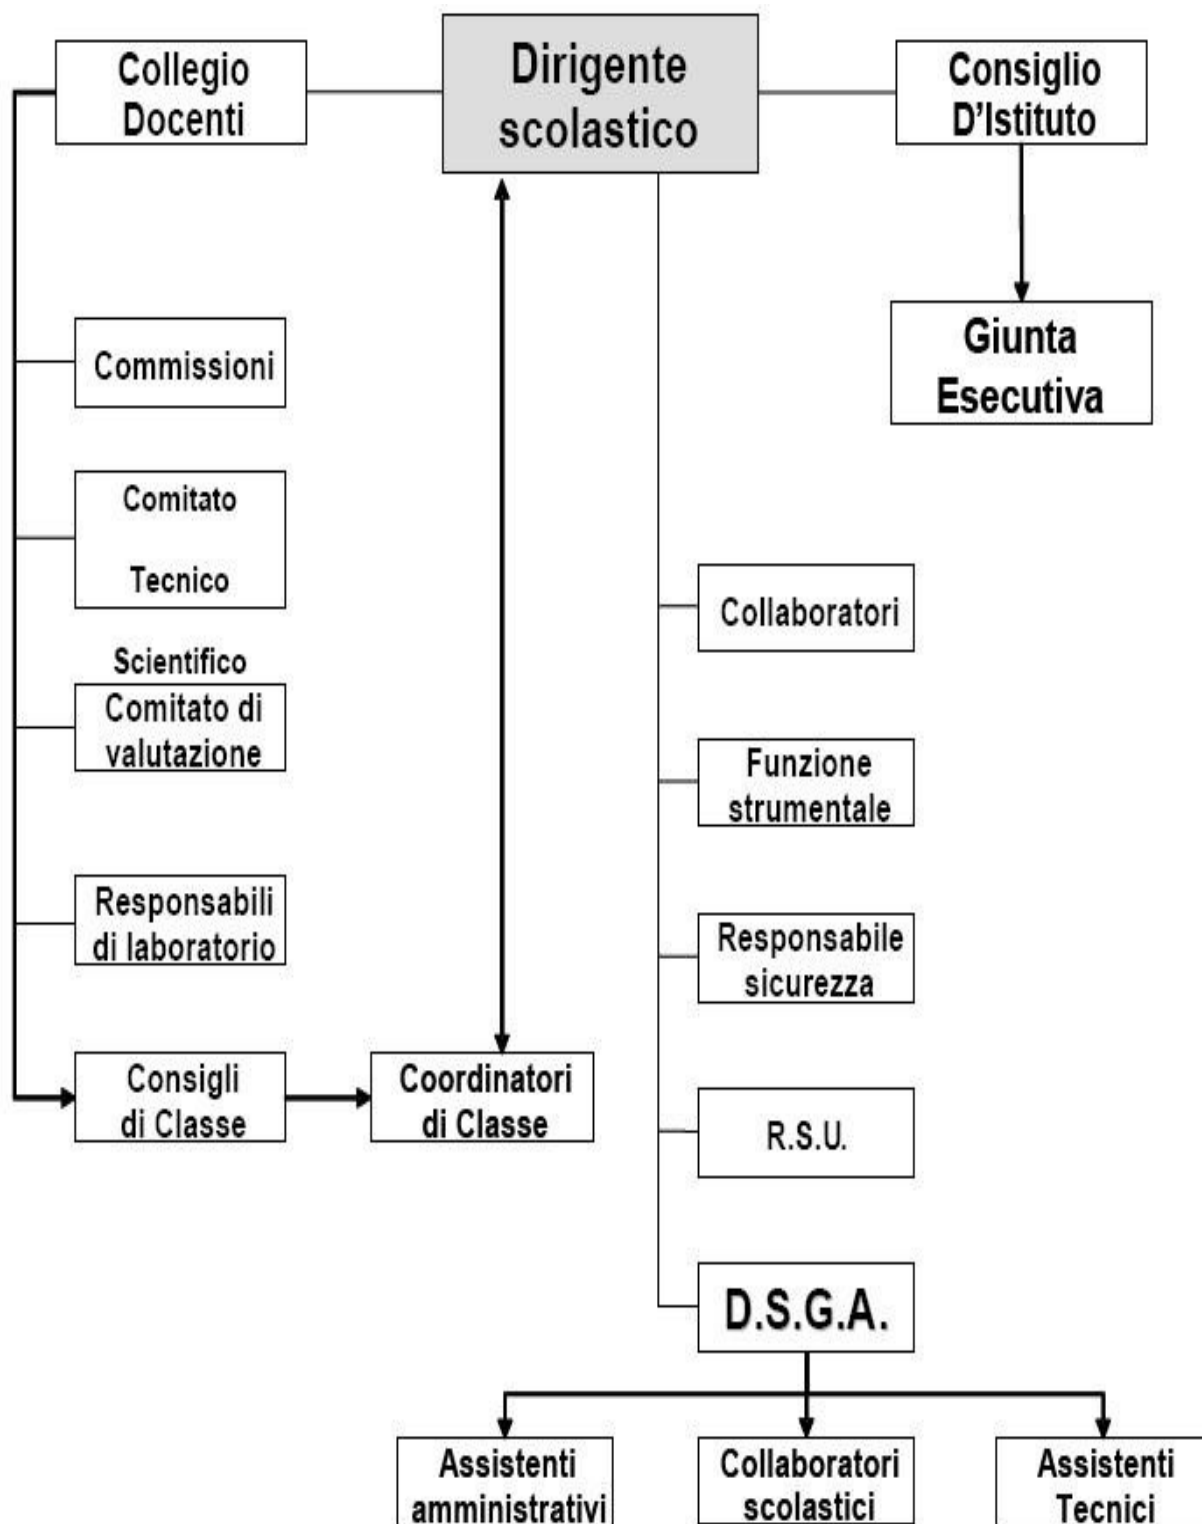 Collegio
Docenti
Dirigente
scolastico
Consiglio
D'Istituto
Giunta
Esecutiva
Commissioni
Comitato
Tecnico
Scientifico
Comitato di
valutazione
Responsabili
di laboratorio
Consigli
di Classe
Coordinatori
di Classe
Collaboratori
Funzione
strumentale
Responsabile
sicurezza
R.S.U.
D.S.G.A.
Assistenti
amministrativi
Collaboratori
scolastici
Assistenti
Tecnici